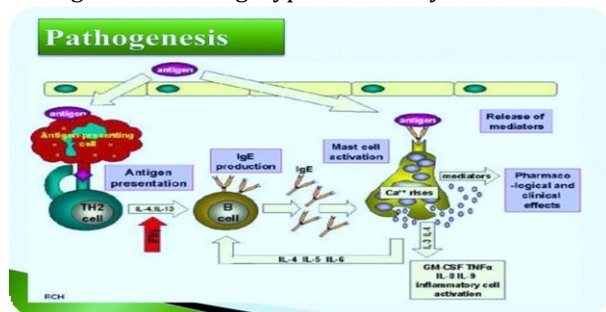 Pathogenesis
antigen
antigen
Antigen presenting
cell
antigen
Release of
mediators
Mast cell
activation
IgE
production
Antigen
presentation
IgE
mediators
Pharmaco
-logical and
clinical
effects
Ca++ rises
TH2
cell
IL-4, IL-13
B
cell
IL3 IL4
IL-4 IL-5 IL-6
GM-CSF TNFα
IL-8 IL-9
inflammatory cell
activation
RCH